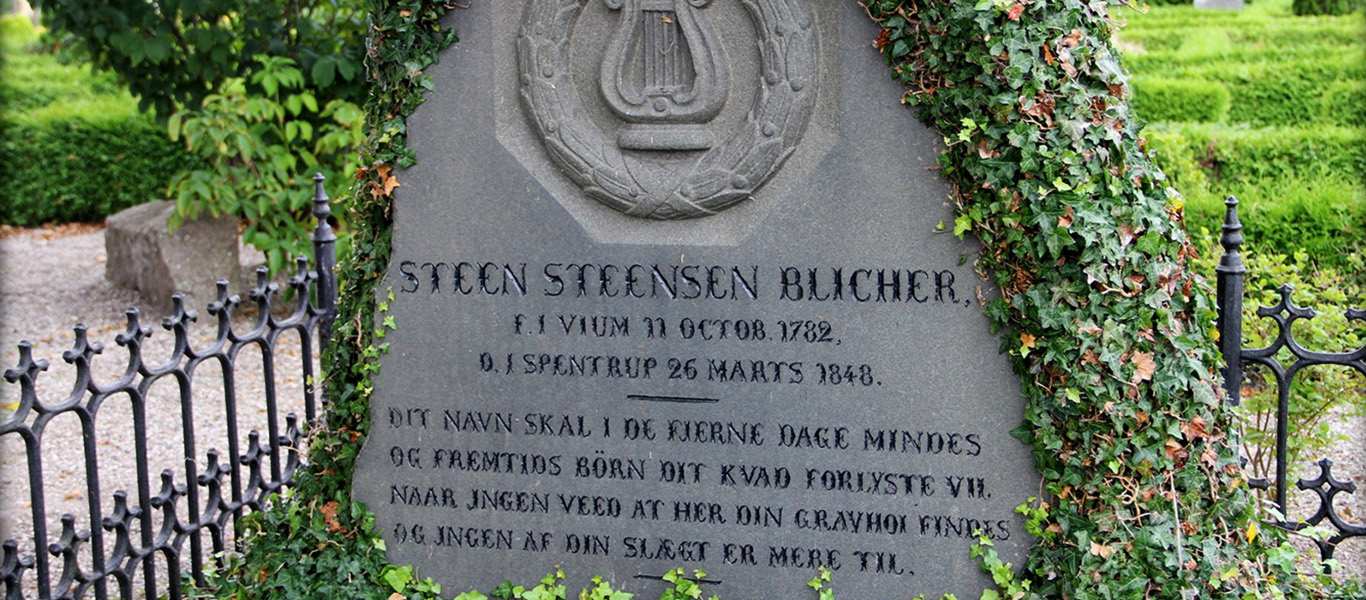 STEEN STEENSEN BLICHER,
F. I VIUM 11 OCTOB. 1782,
D. I SPENTRUP 26 MARTS 1848.
DIT NAVN SKAL I DE FJERNE DAGE MINDES
OG FREMTIDS BÖRN DIT KVAD FORLYSTE VIL
NAAR JNGEN VEED AT HER DIN GRAVHOI FINDES
OG JNGEN AF DIN SLÆGT ER MERE TIL.